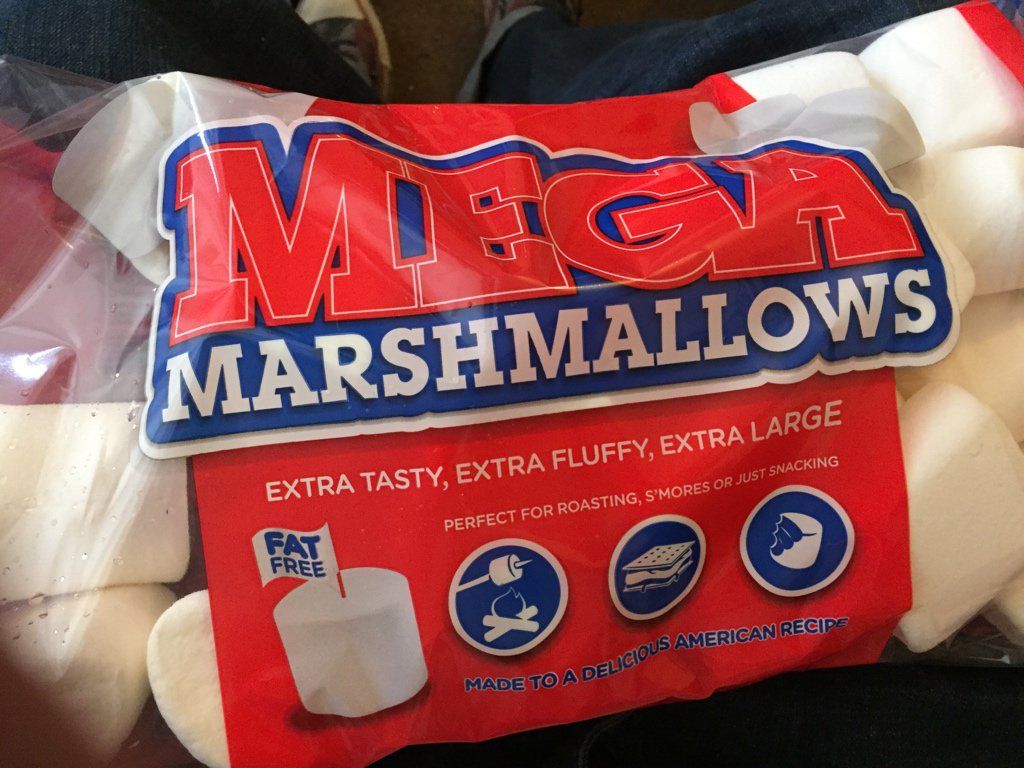 MEGA
MARSHMALLOWS
EXTRA TASTY, EXTRA FLUFFY, EXTRA LARGE
PERFECT FOR ROASTING, S'MORES OR JUST SNACKING
FAT
FREE
MADE TO A DELICIOUS AMERICAN RECIPE